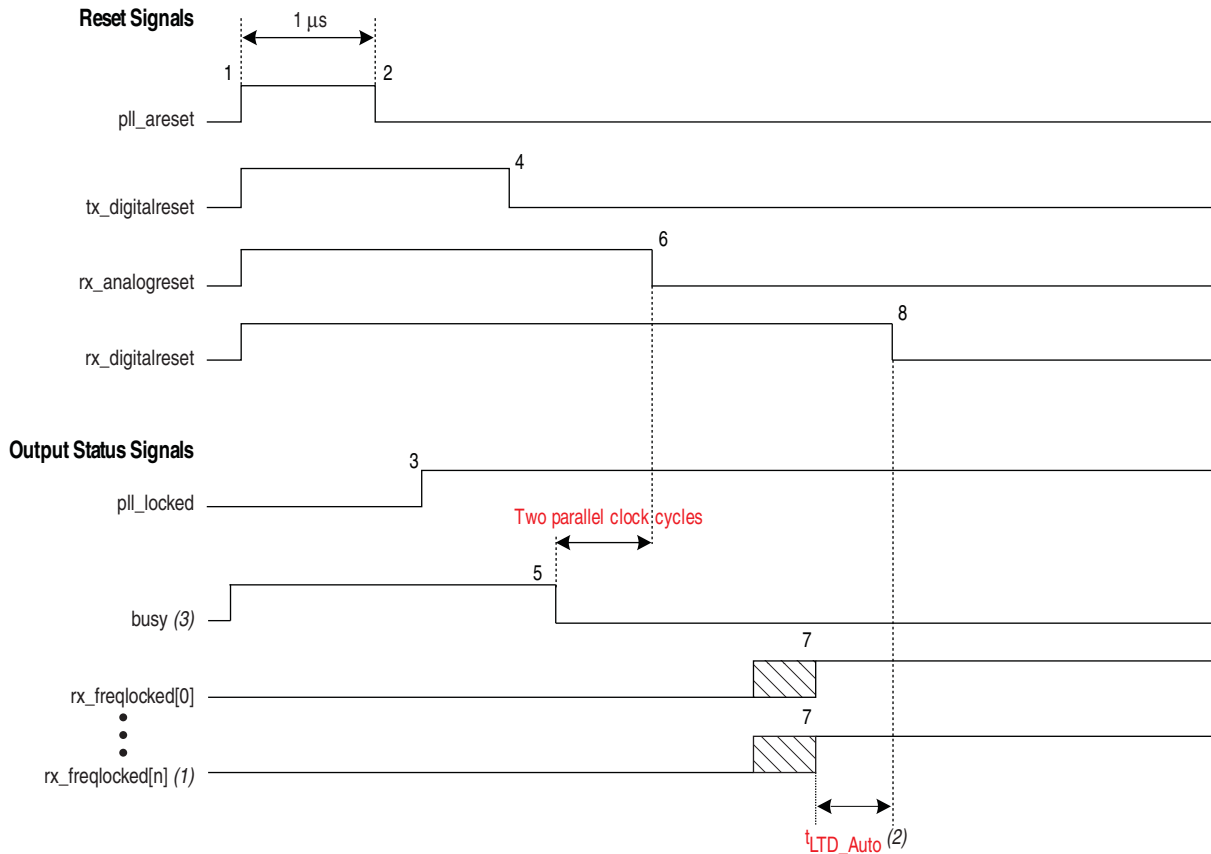 Reset Signals
1 μs
1
2
pll_areset
4
tx_digitalreset
6
rx_analogreset
8
rx_digitalreset
Output Status Signals
3
pll_locked
Two parallel clock cycles
5
busy (3)
7
rx_freqlocked[0]
7
rx_freqlocked[n] (1)
tLTD_Auto (2)